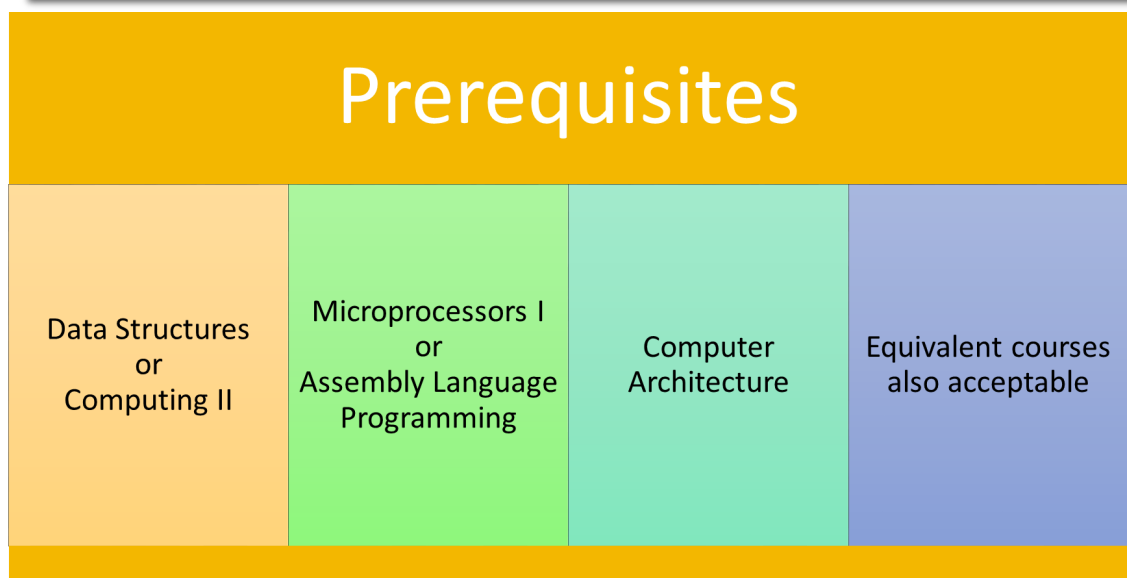 Prerequisites
Data Structures
or
Computing II
Microprocessors I
or
Assembly Language
Programming
Computer
Architecture
Equivalent courses
also acceptable